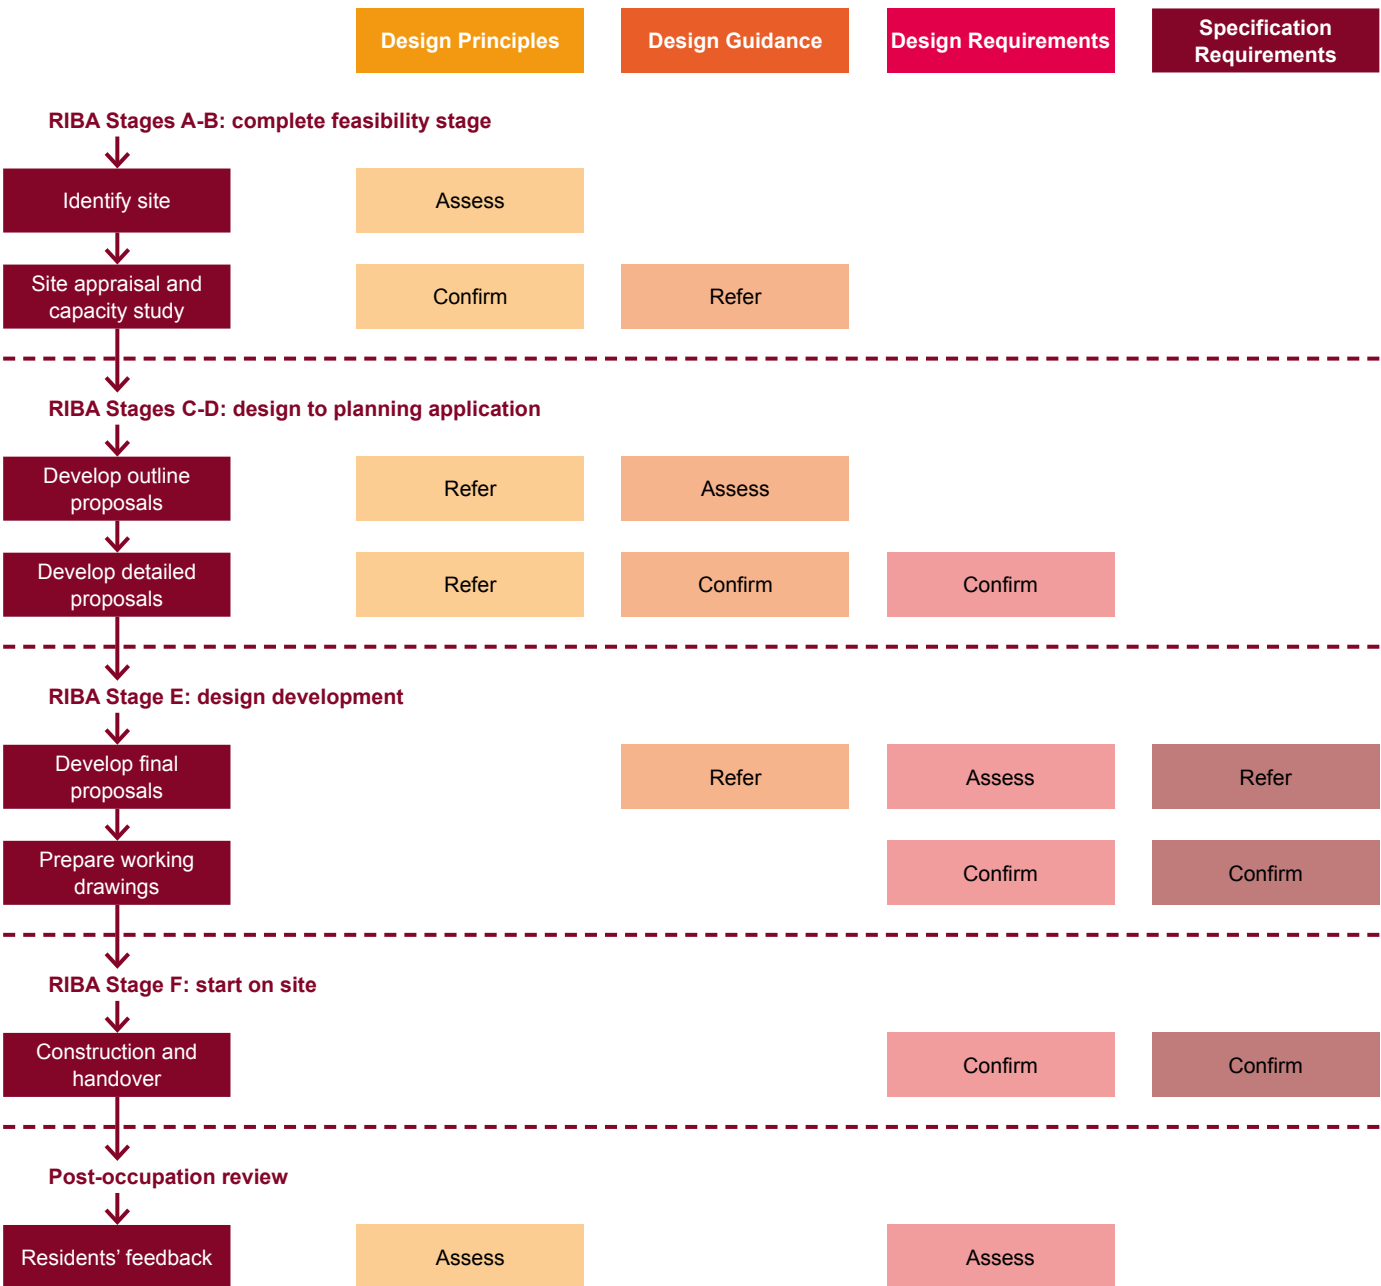 Design Principles
Design Guidance
Design Requirements
Specification
Requirements
RIBA Stages A-B: complete feasibility stage
Identify site
Assess
Site appraisal and
capacity study
Confirm
Refer
RIBA Stages C-D: design to planning application
Develop outline
proposals
Refer
Assess
Develop detailed
proposals
Refer
Confirm
Confirm
RIBA Stage E: design development
Develop final
proposals
Refer
Assess
Refer
Prepare working
drawings
Confirm
Confirm
RIBA Stage F: start on site
Construction and
handover
Confirm
Confirm
Post-occupation review
Residents’ feedback
Assess
Assess